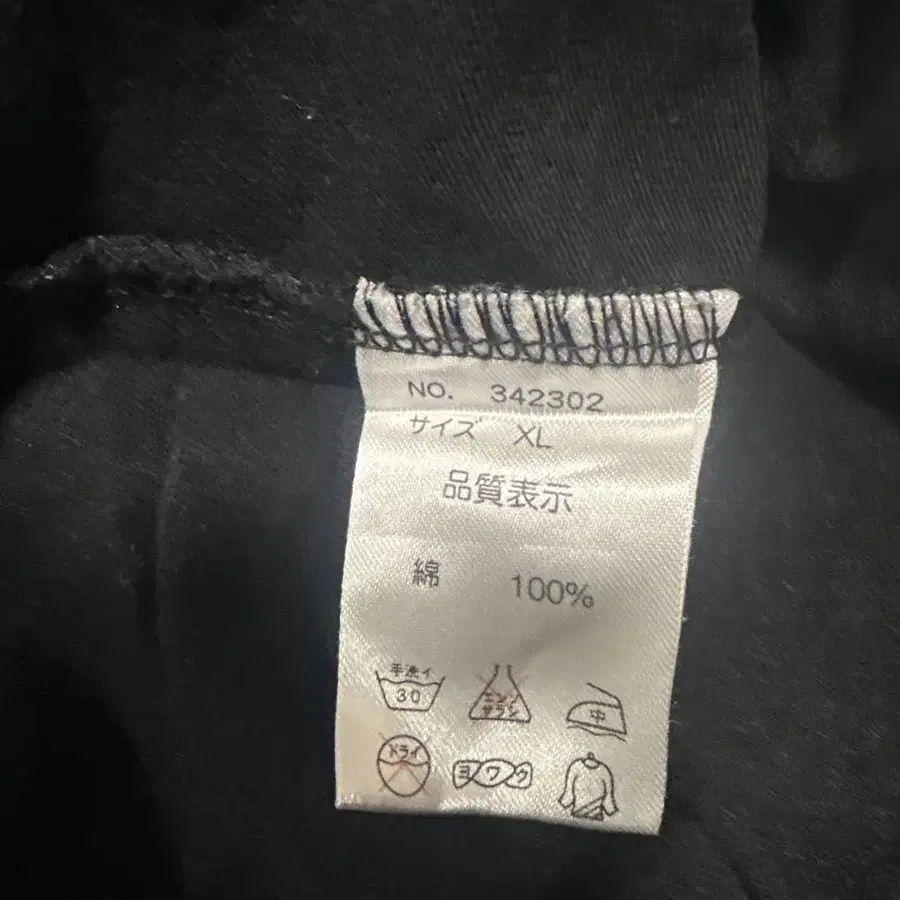 NO. 342302
サイズ XL
品質表示
綿 100%
手洗イ
30
エンソ
サラシ
中
ドライ
ヨワク